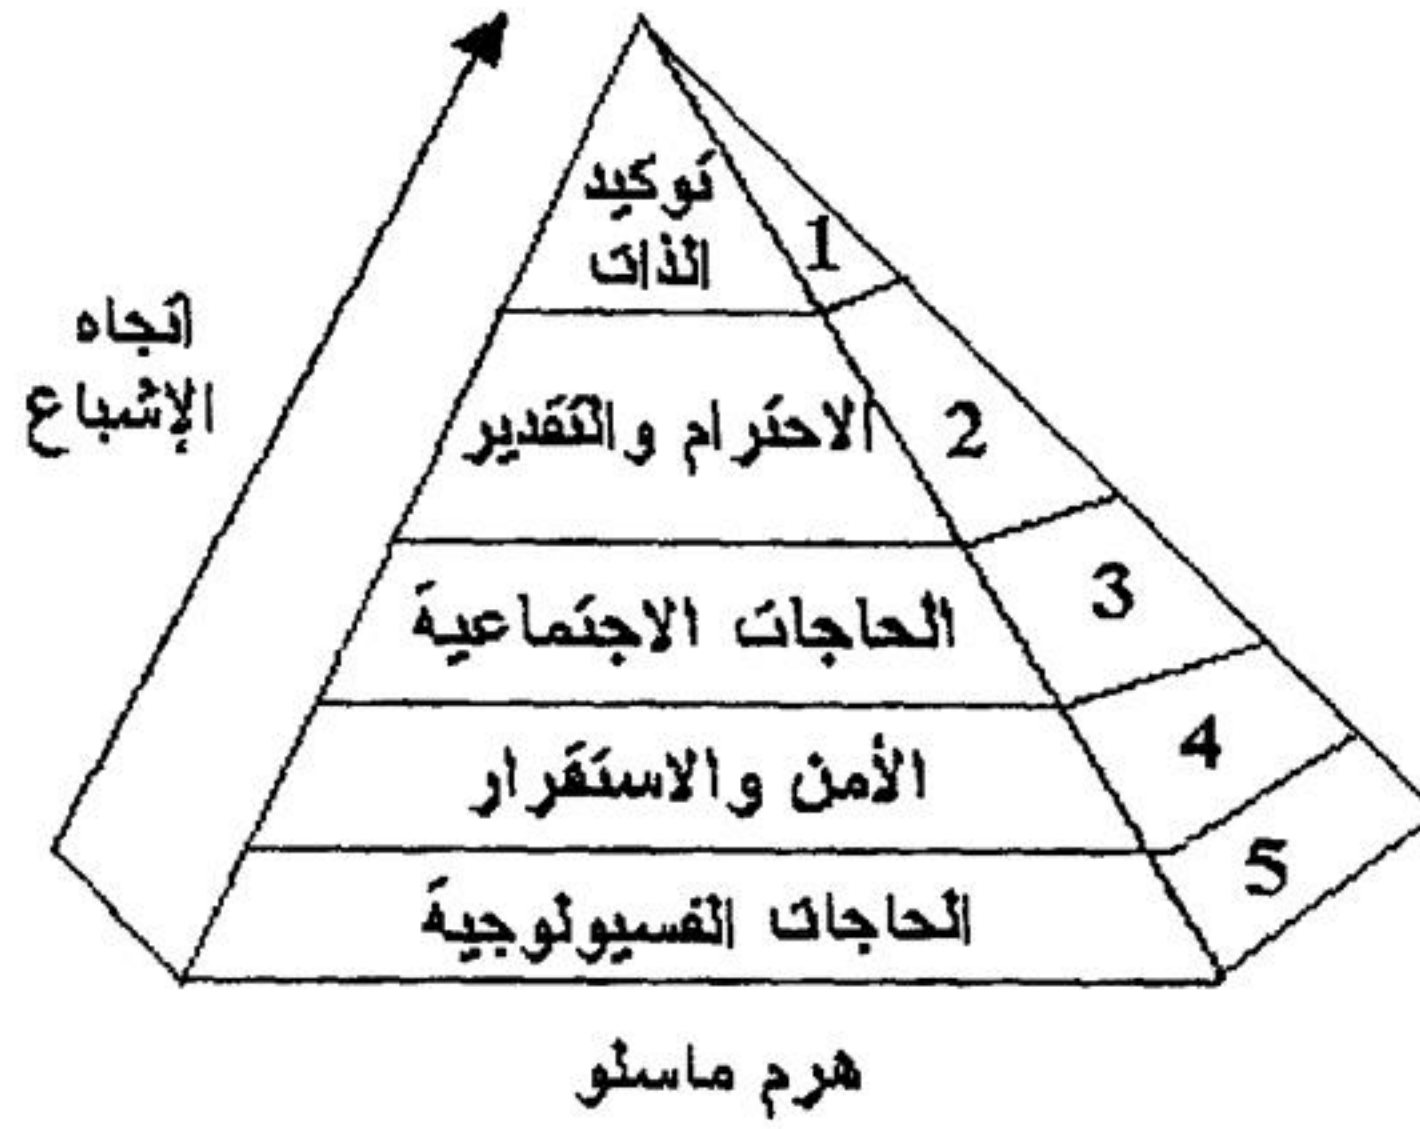 توكيد
الذات
1
الاحترام والتقدير
2
الحاجات الاجتماعية
3
الأمن والاستقرار
4
الحاجات الفسيولوجية
5
اتجاه
الإشباع
هرم ماسلو